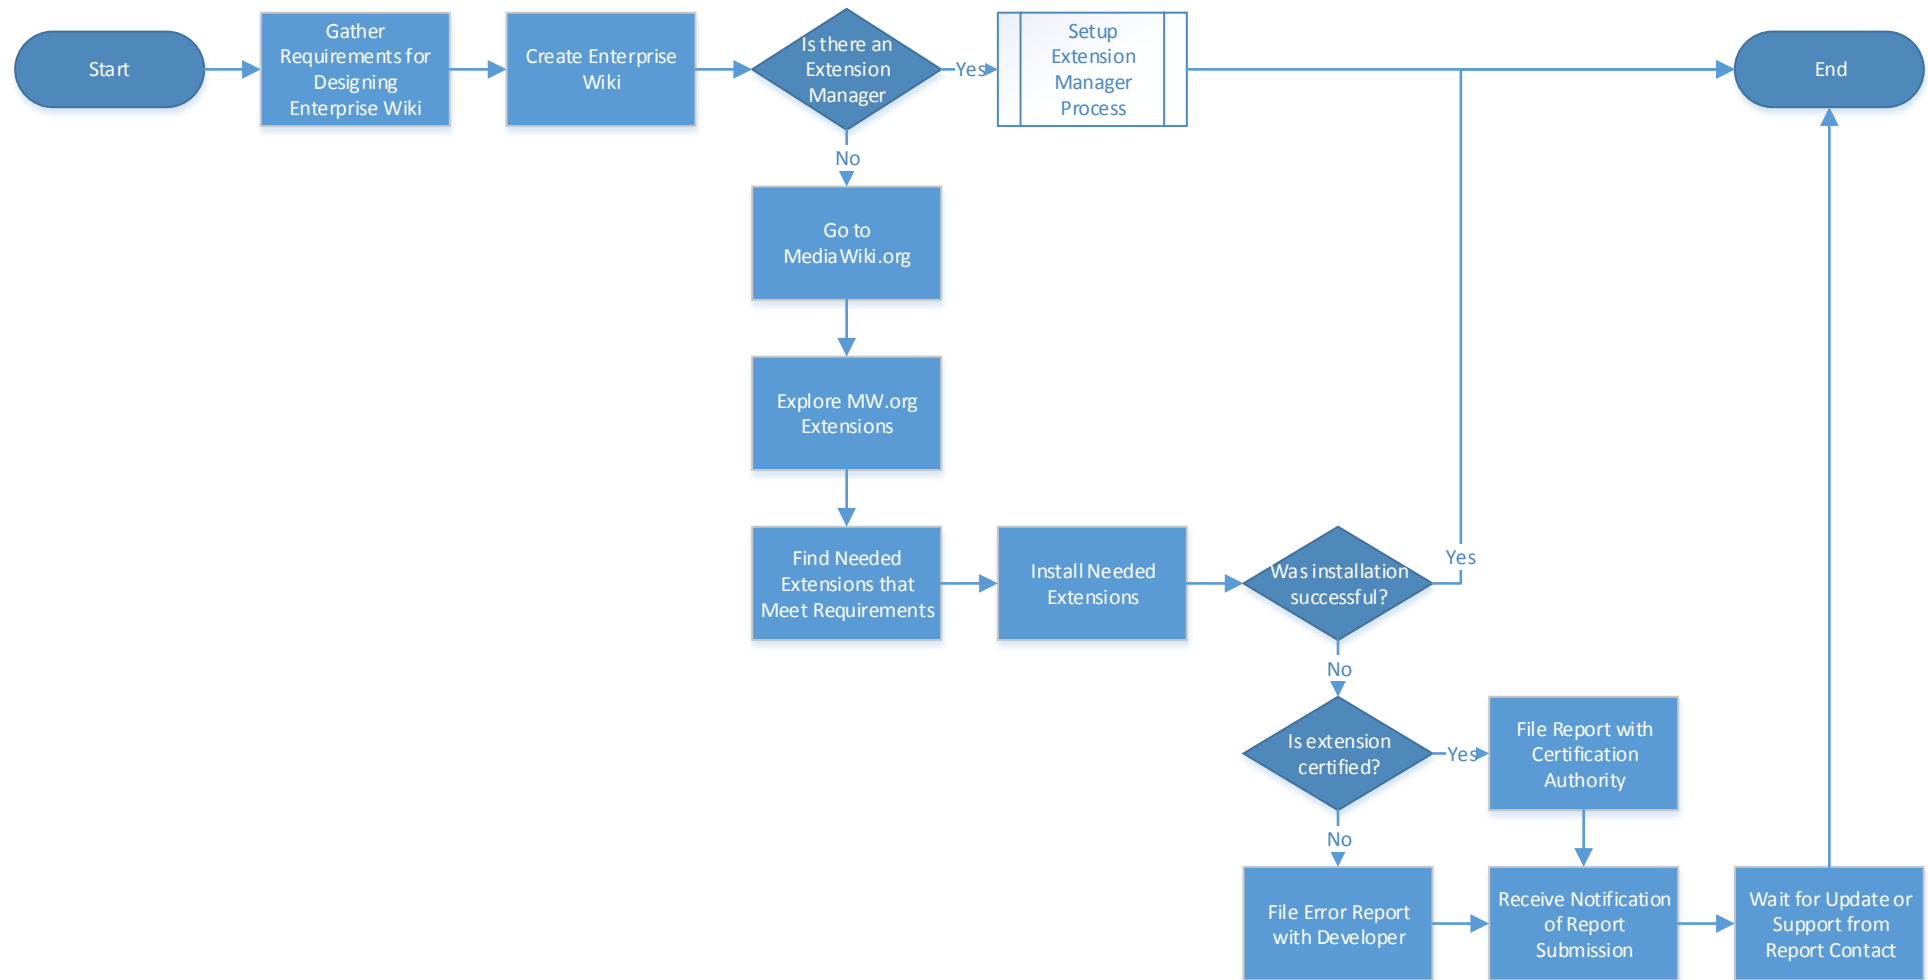 Start
Gather
Requirements for
Designing
Enterprise Wiki
Create Enterprise
Wiki
Is there an
Extension
Manager
Yes
Setup
Extension
Manager
Process
End
No
Go to
MediaWiki.org
Explore MW.org
Extensions
Find Needed
Extensions that
Meet Requirements
Install Needed
Extensions
Was installation
successful?
Yes
No
Is extension
certified?
Yes
File Report with
Certification
Authority
No
File Error Report
with Developer
Receive Notification
of Report
Submission
Wait for Update or
Support from
Report Contact